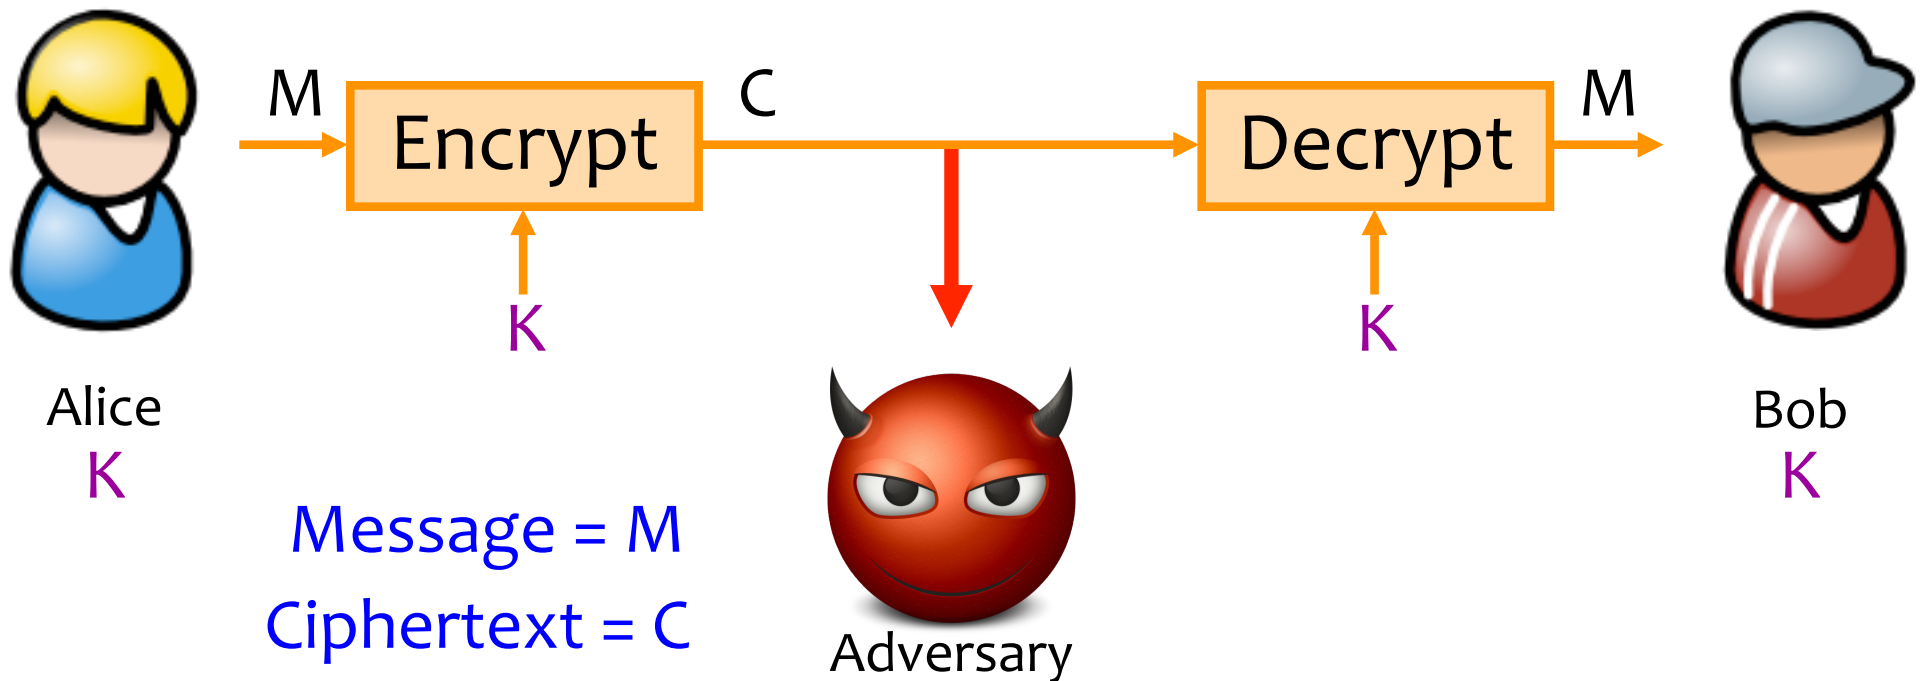 M
Encrypt
C
Decrypt
M
K
K
Alice
K
Bob
K
Message = M
Ciphertext = C
Adversary